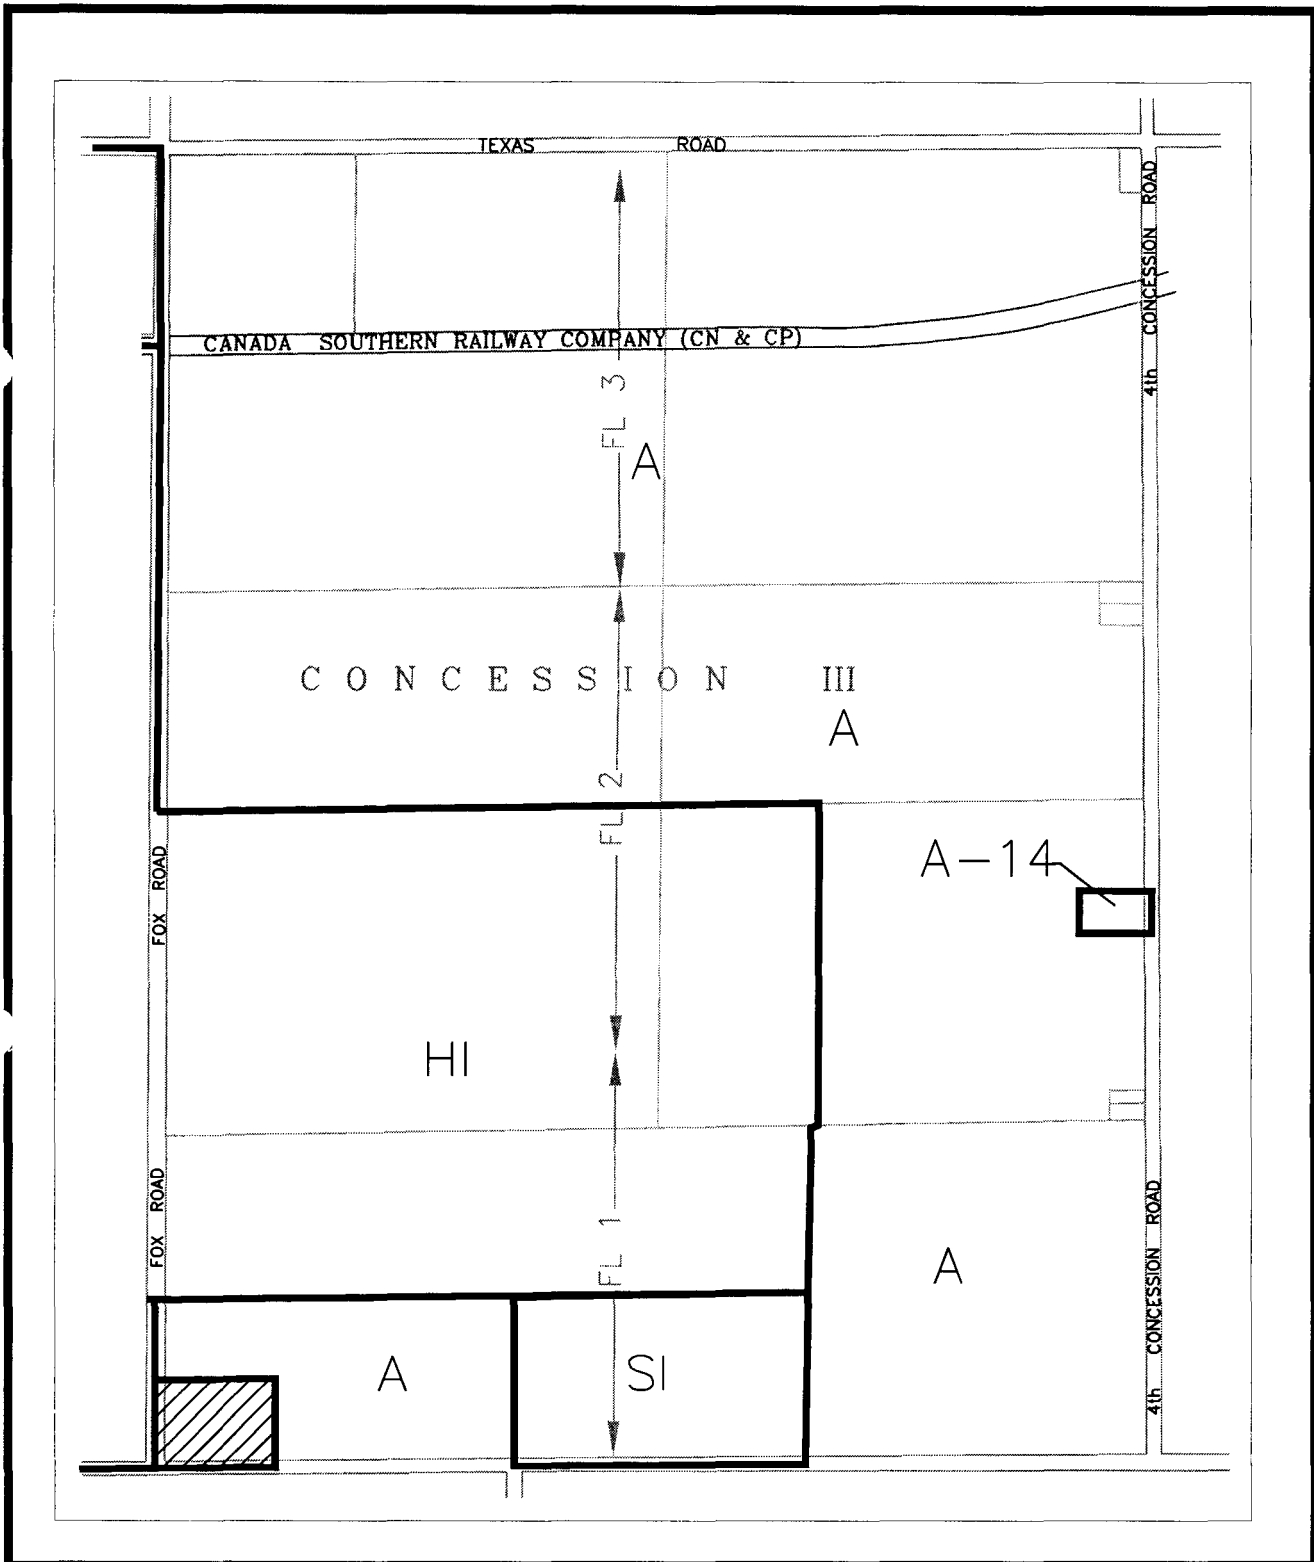 TEXAS ROAD
4th CONCESSION ROAD
CANADA SOUTHERN RAILWAY COMPANY (CN & CP)
FL 3
A
CONCESSION III
A
FL 2
FOX ROAD
A-14
HI
FOX ROAD
FL 1
4th CONCESSION ROAD
A
A
SI